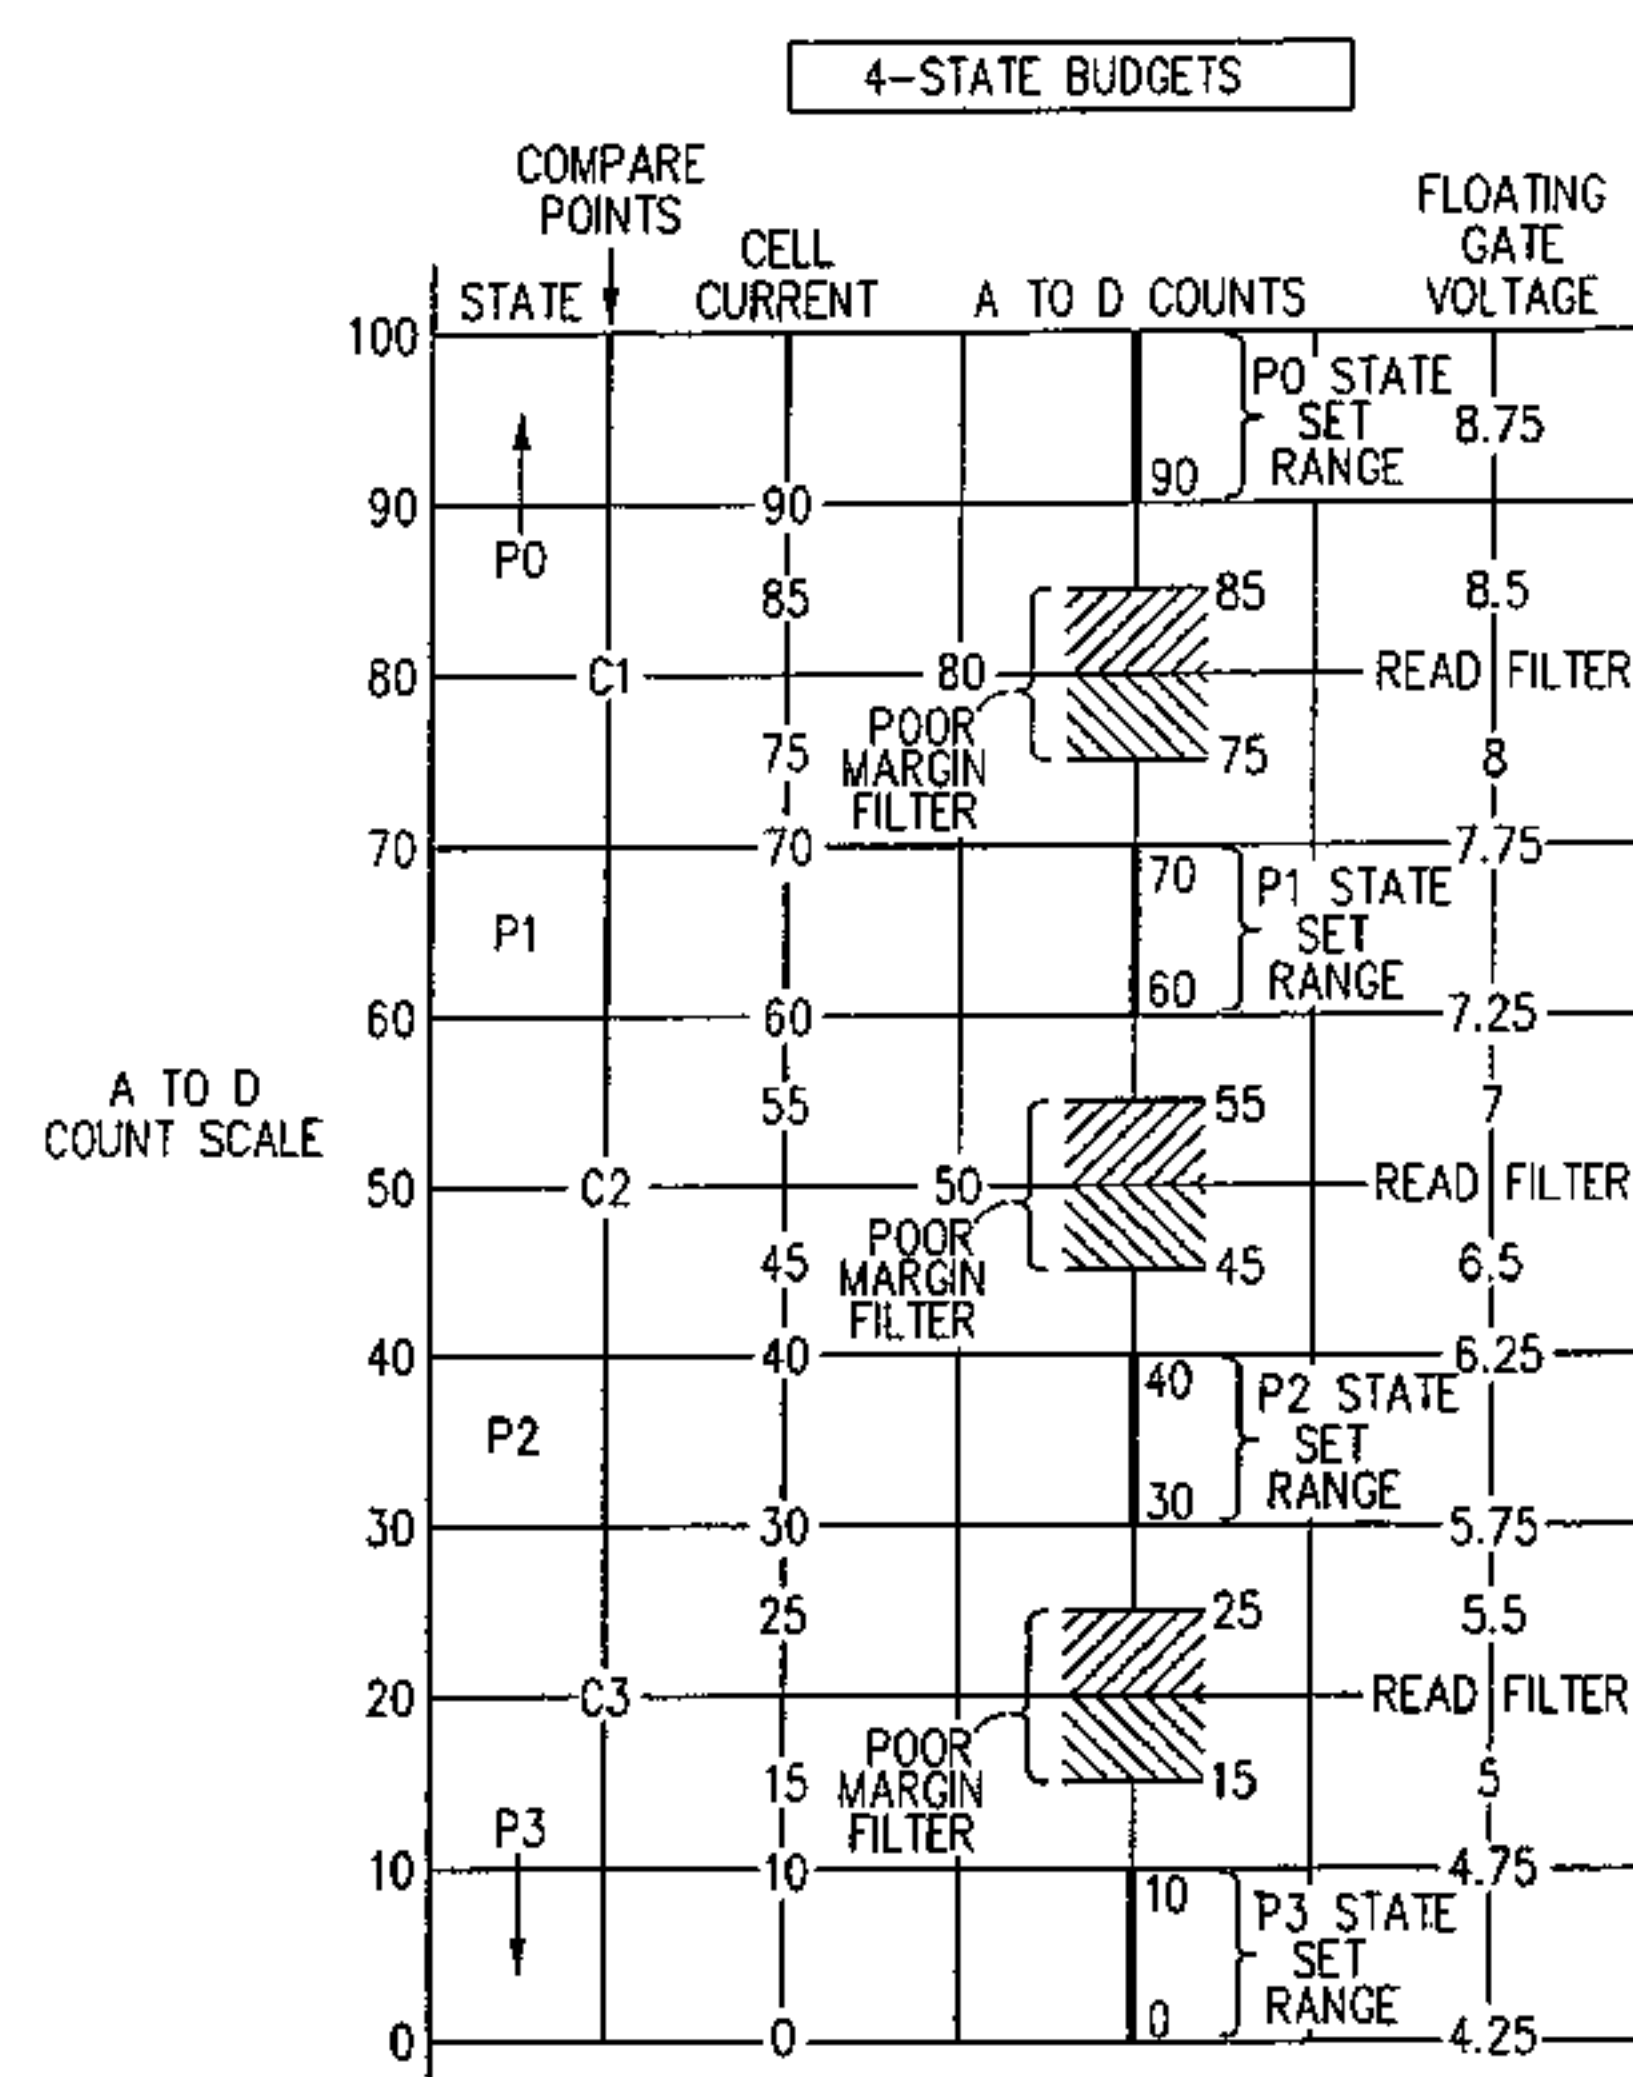 4-STATE BUDGETS
COMPARE
POINTS
STATE
CELL
CURRENT
A TO D COUNTS
FLOATING
GATE
VOLTAGE
100
P0 STATE
SET
RANGE
8.75
90
90
90
P0
85
85
8.5
80
C1
80
READ FILTER
POOR
MARGIN
FILTER
75
75
8
70
70
70
7.75
P1
P1 STATE
SET
RANGE
60
60
60
7.25
A TO D
COUNT SCALE
55
55
7
50
C2
50
READ FILTER
POOR
MARGIN
FILTER
45
45
6.5
40
40
40
6.25
P2
P2 STATE
SET
RANGE
30
30
30
5.75
25
25
5.5
20
C3
READ FILTER
POOR
MARGIN
FILTER
15
15
5
P3
10
10
10
4.75
P3 STATE
SET
RANGE
0
0
0
4.25